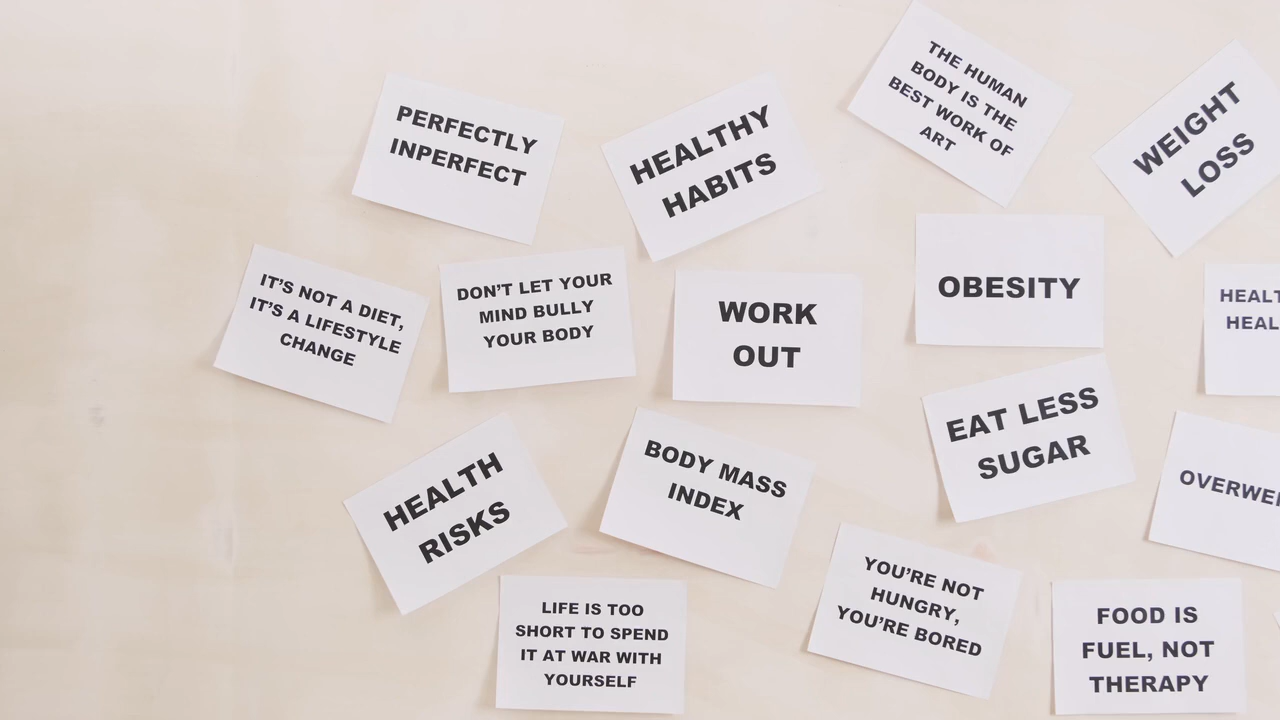 PERFECTLY
INPERFECT
HEALTHY
HABITS
THE HUMAN
BODY IS THE
BEST WORK OF
ART
WEIGHT
LOSS
IT'S NOT A DIET,
IT'S A LIFESTYLE
CHANGE
DON'T LET YOUR
MIND BULLY
YOUR BODY
WORK
OUT
OBESITY
HEALTH
RISKS
BODY MASS
INDEX
EAT LESS
SUGAR
LIFE IS TOO
SHORT TO SPEND
IT AT WAR WITH
YOURSELF
YOU'RE NOT
HUNGRY,
YOU'RE BORED
FOOD IS
FUEL, NOT
THERAPY